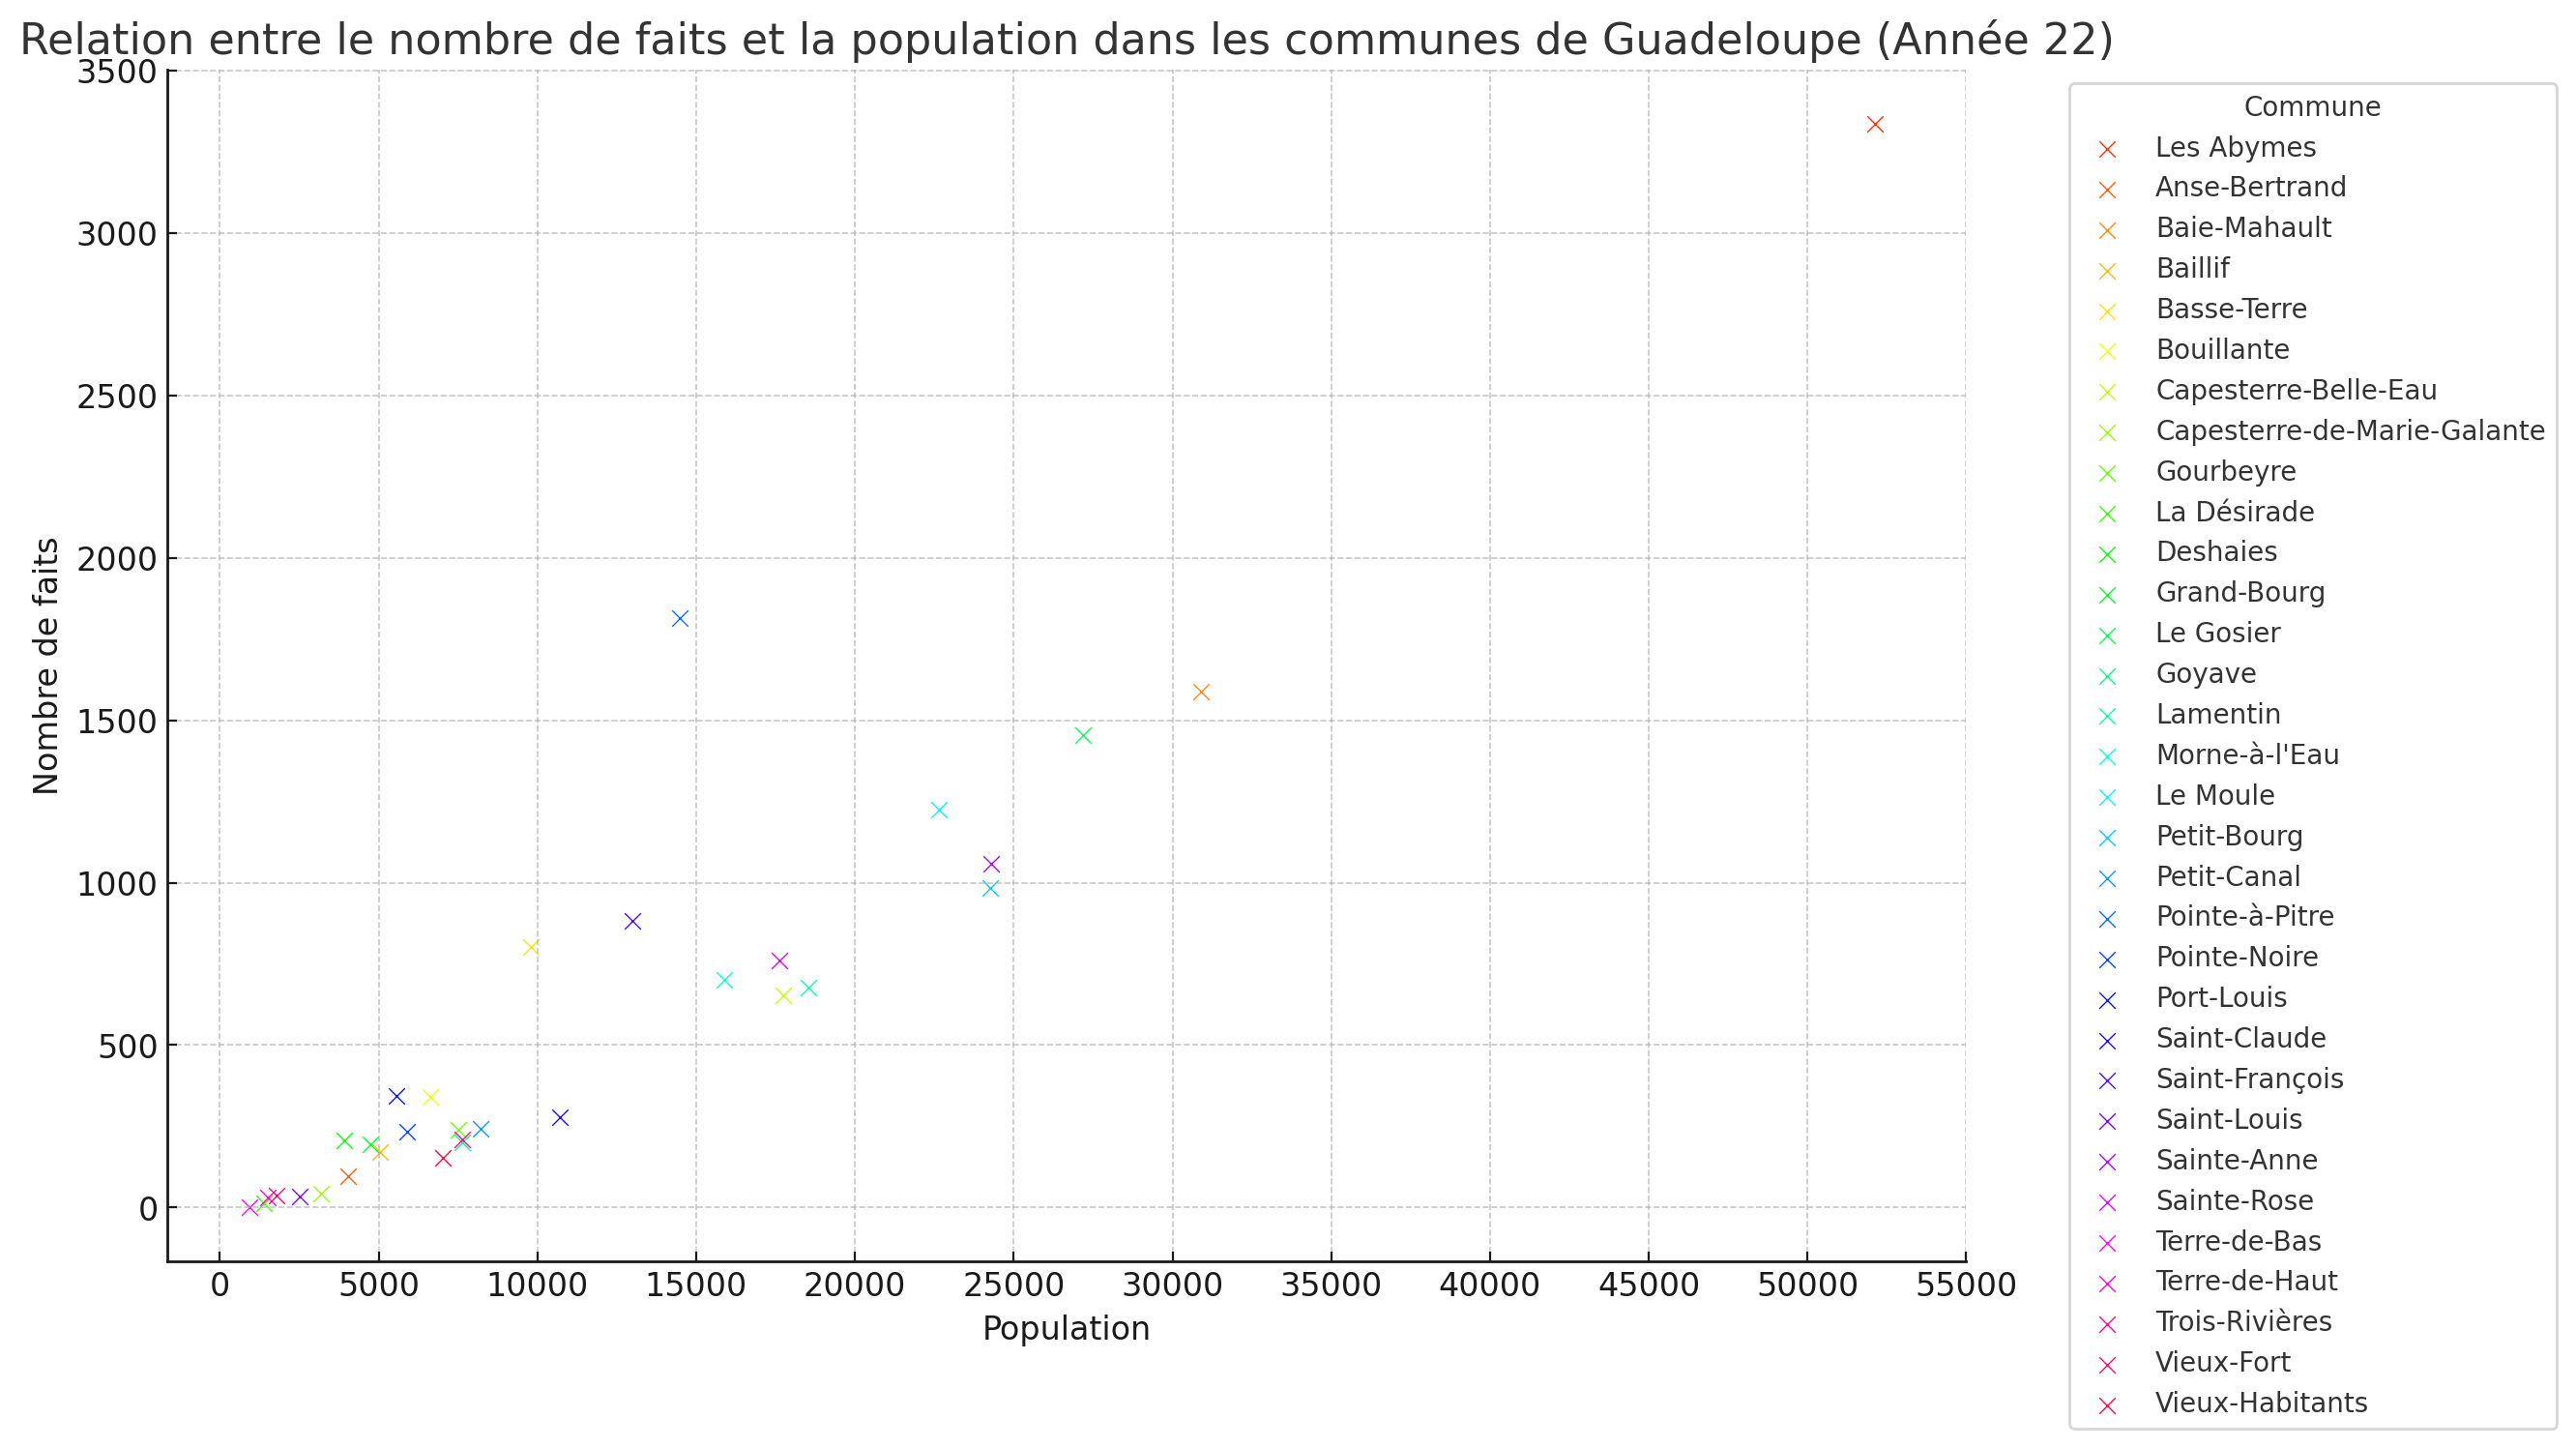 Relation entre le nombre de faits et la population dans les communes de Guadeloupe (Année 22)
3500
3000
2500
2000
1500
1000
500
0
Nombre de faits
0 5000 10000 15000 20000 25000 30000 35000 40000 45000 50000 55000
Population
Commune
Les Abymes
Anse-Bertrand
Baie-Mahault
Baillif
Basse-Terre
Bouillante
Capesterre-Belle-Eau
Capesterre-de-Marie-Galante
Gourbeyre
La Désirade
Deshaies
Grand-Bourg
Le Gosier
Goyave
Lamentin
Morne-à-l'Eau
Le Moule
Petit-Bourg
Petit-Canal
Pointe-à-Pitre
Pointe-Noire
Port-Louis
Saint-Claude
Saint-François
Saint-Louis
Sainte-Anne
Sainte-Rose
Terre-de-Bas
Terre-de-Haut
Trois-Rivières
Vieux-Fort
Vieux-Habitants